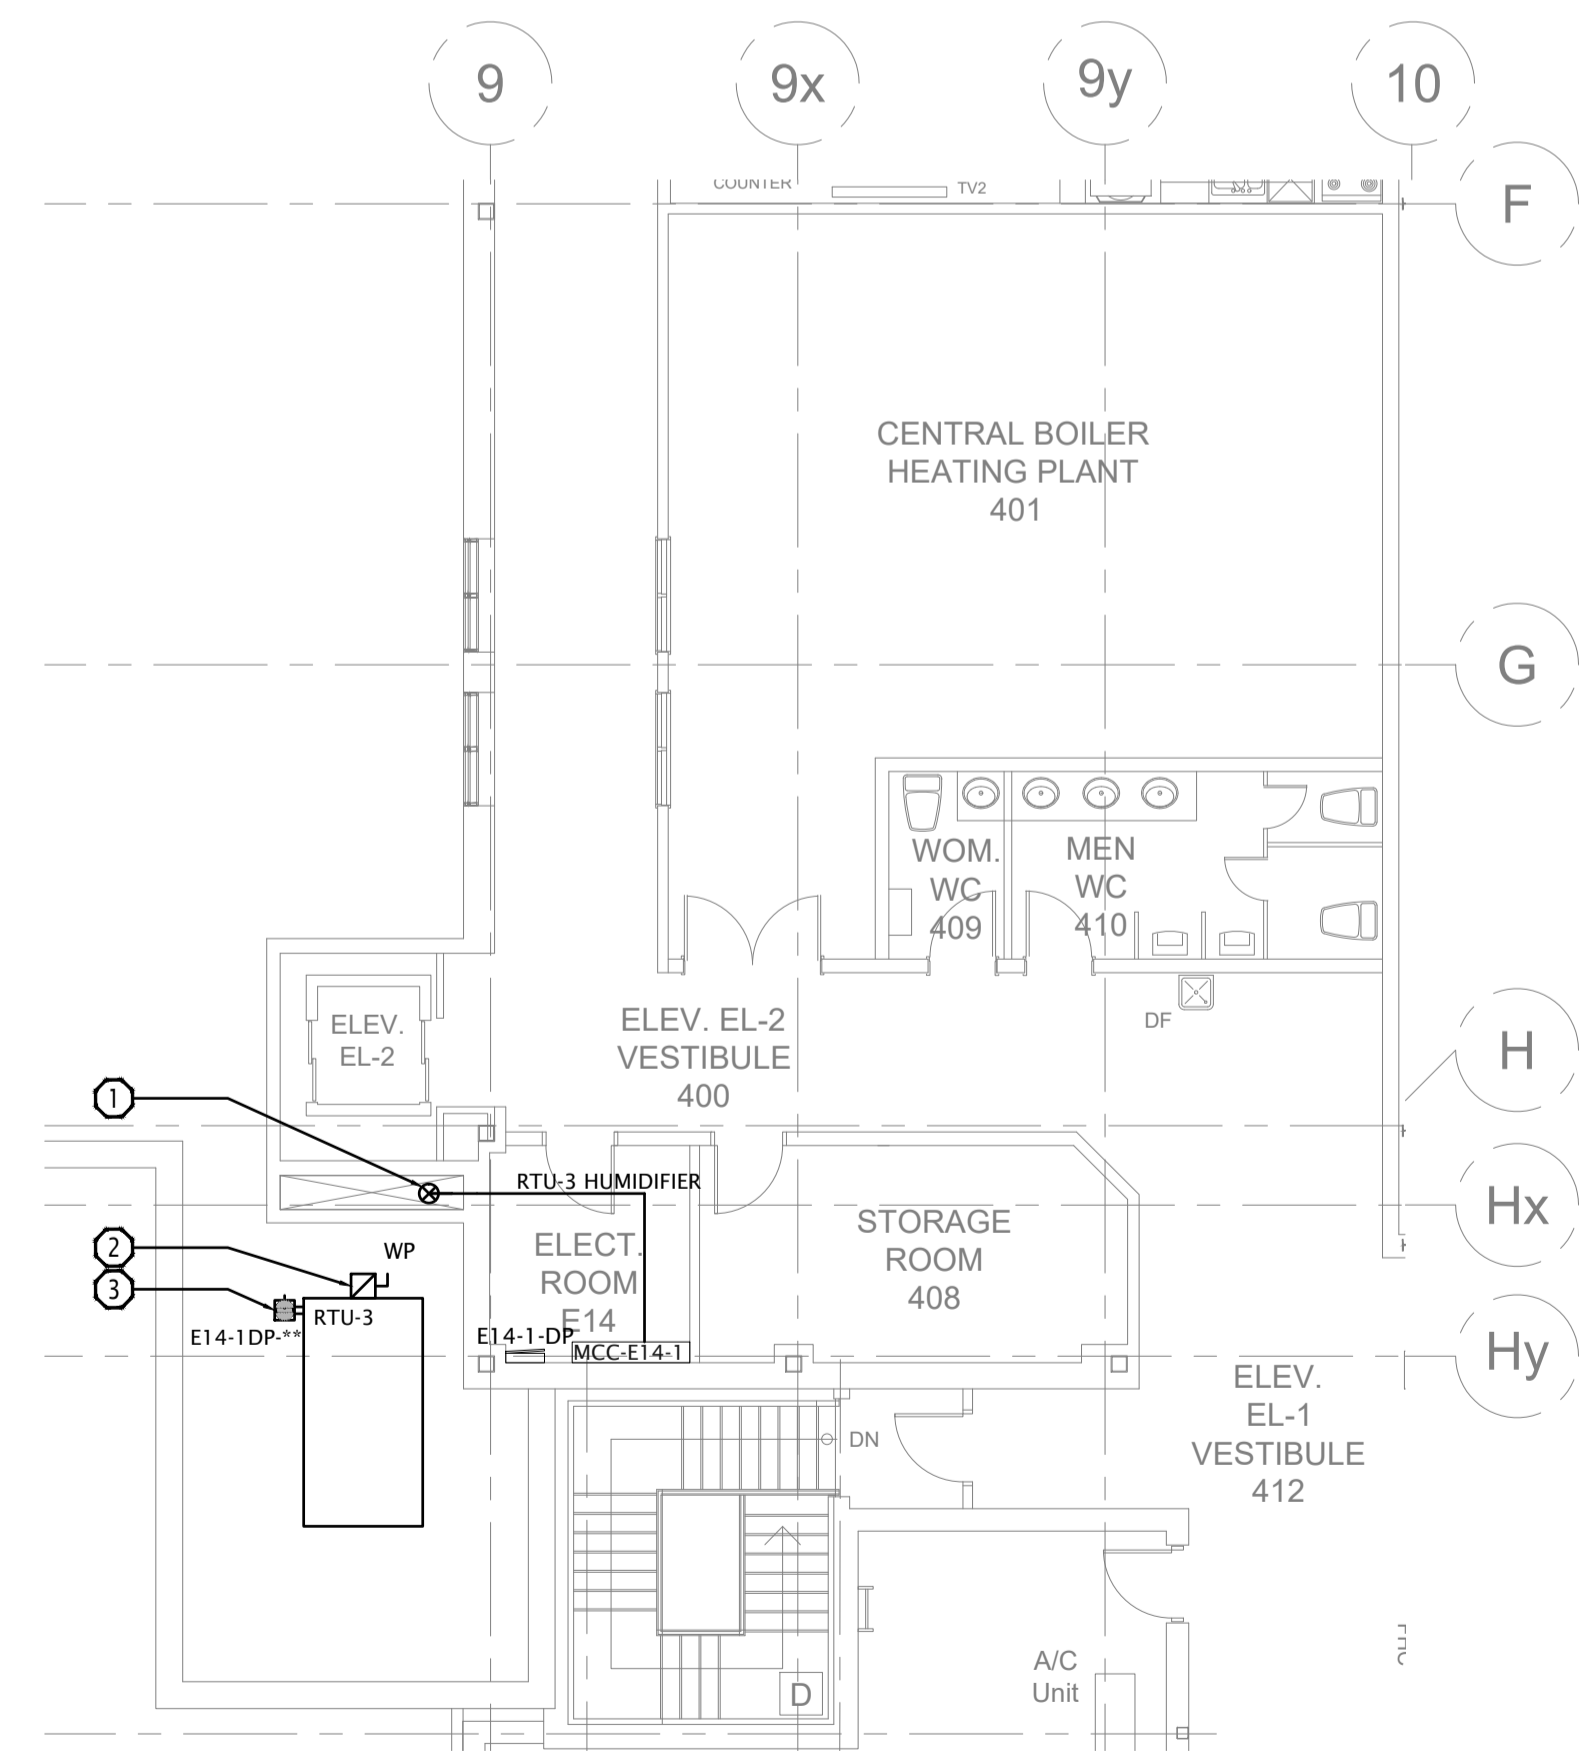 9
9x
9y
10
F
COUNTER
TV2
CENTRAL BOILER
HEATING PLANT
401
G
WOM.
WC
409
MEN
WC
410
ELEV.
EL-2
ELEV. EL-2
VESTIBULE
400
DF
H
1
RTU-3 HUMIDIFIER
Hx
2
WP
3
RTU-3
E14-1DP-**
ELECT.
ROOM
E14
STORAGE
ROOM
408
E14-1-DP
MCC-E14-1
Hy
ELEV.
EL-1
VESTIBULE
412
DN
A/C
Unit
D